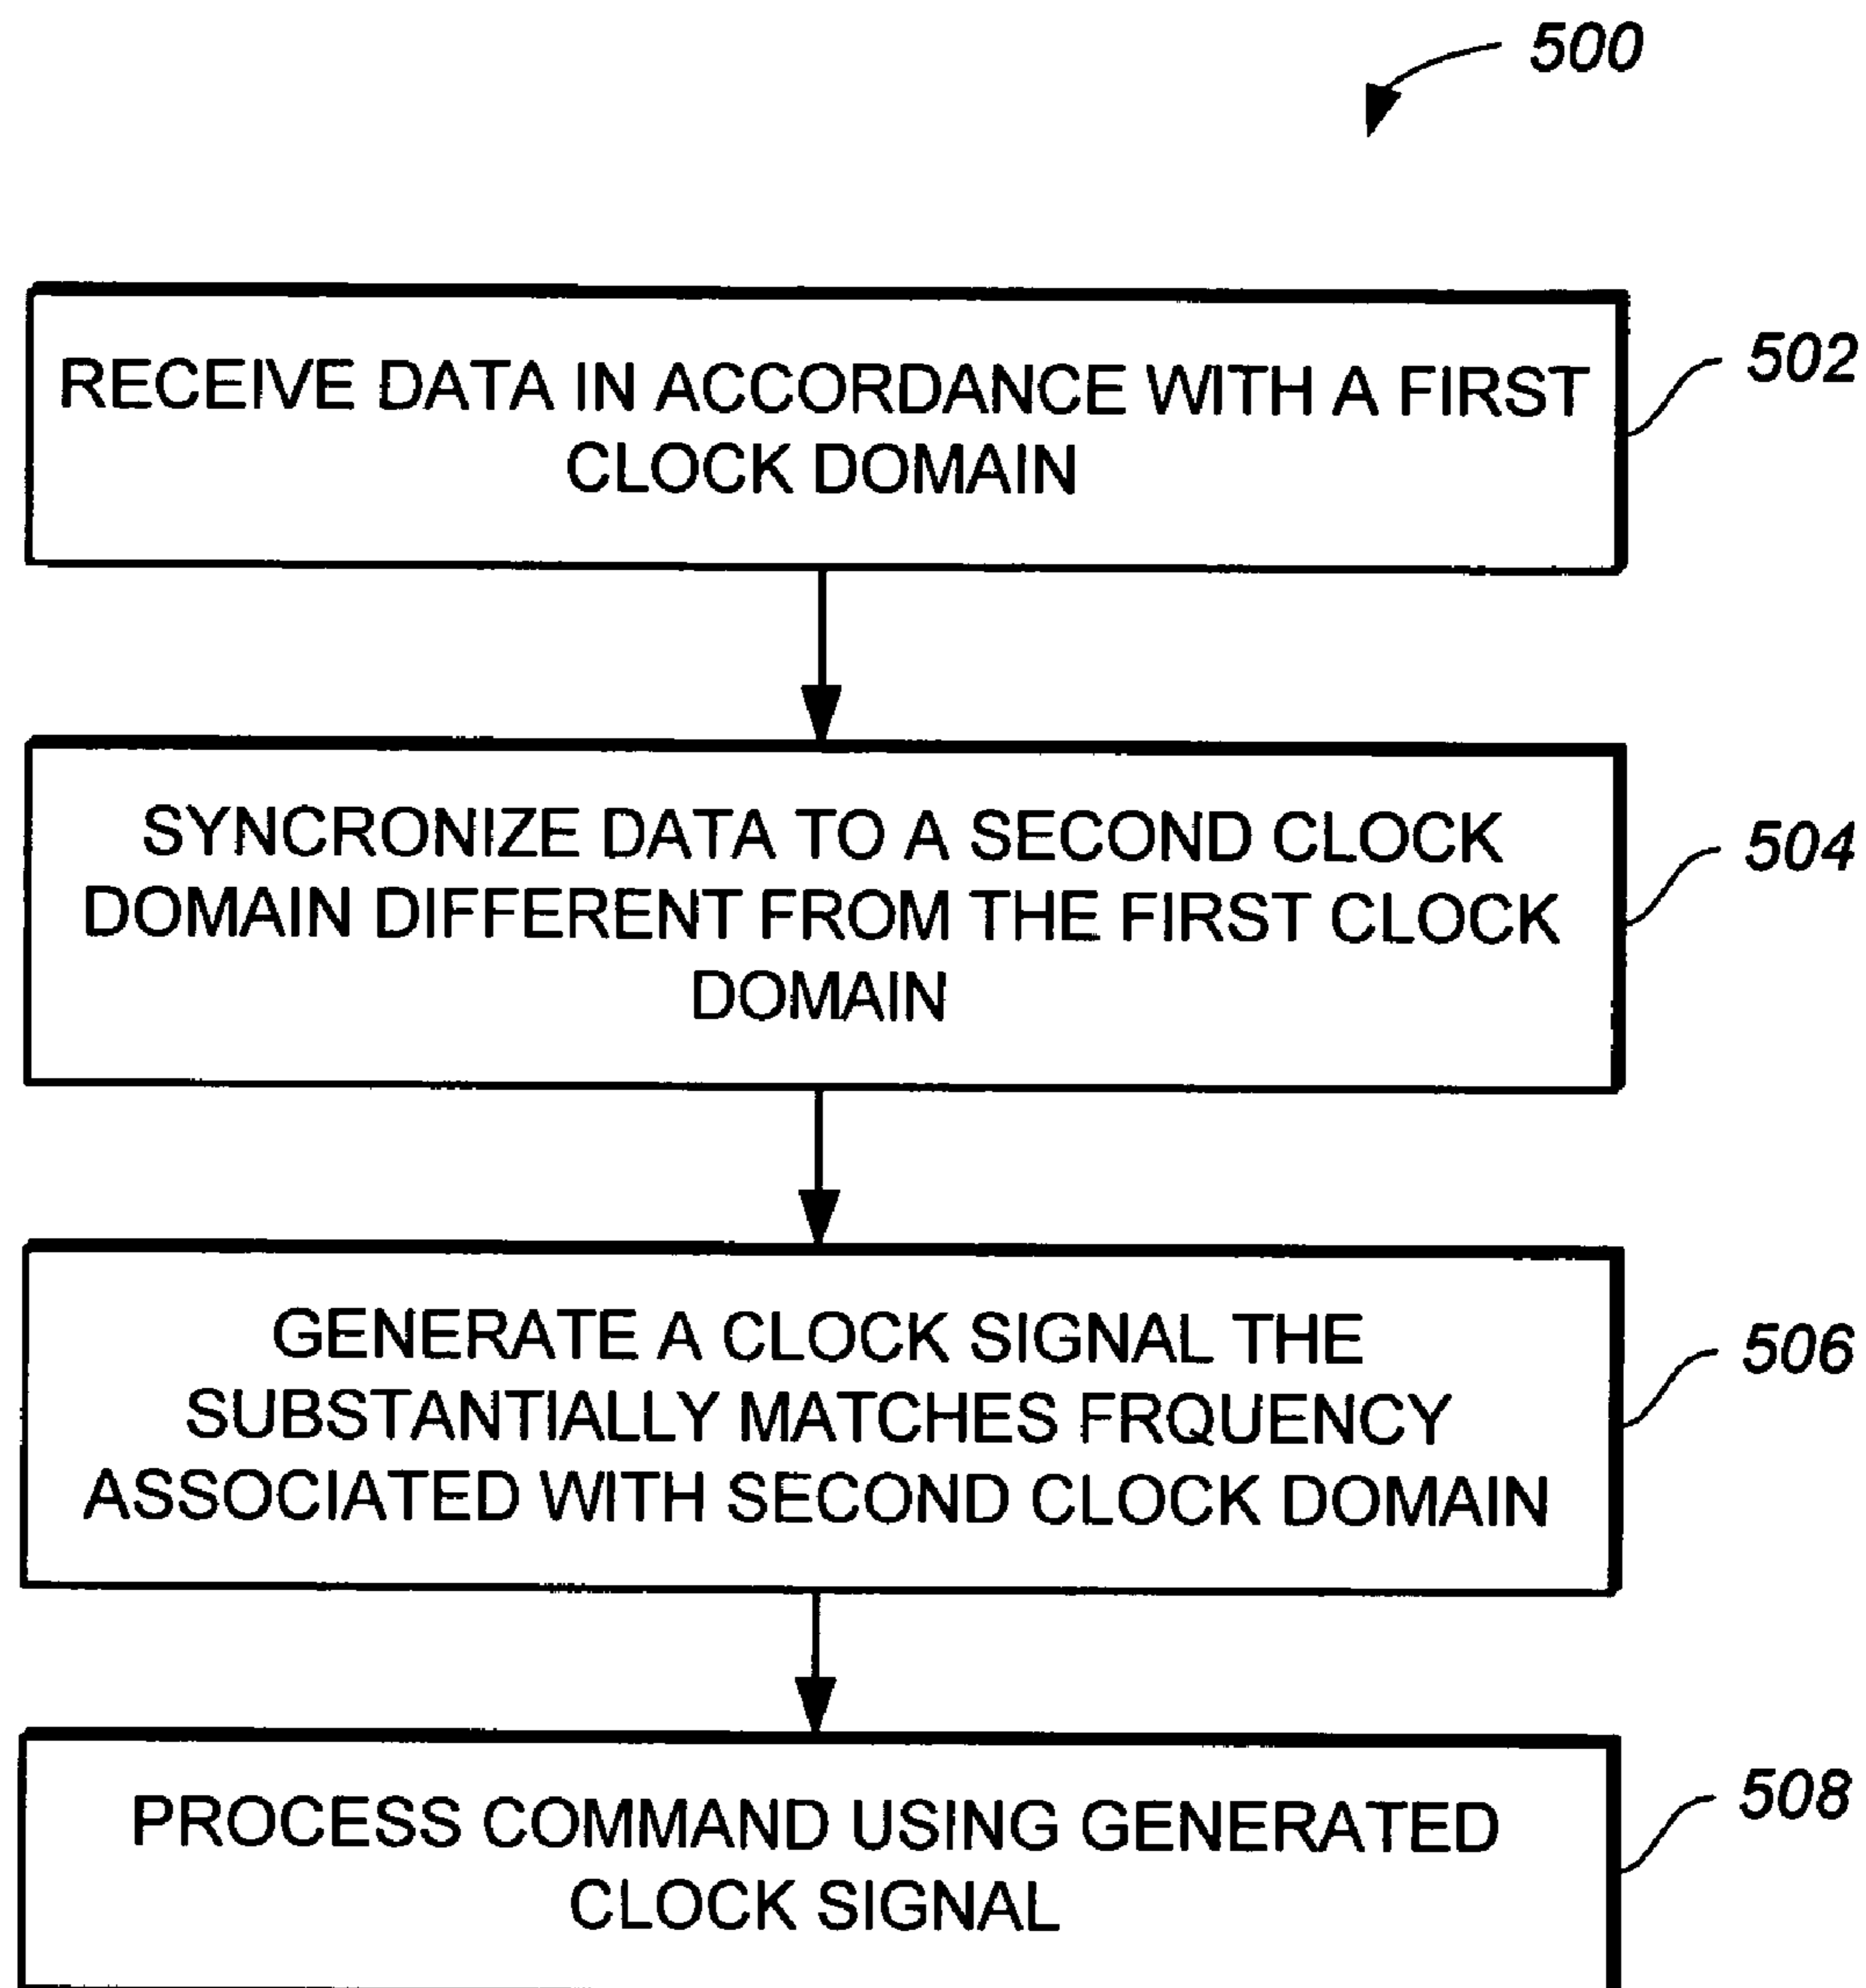 500
RECEIVE DATA IN ACCORDANCE WITH A FIRST
CLOCK DOMAIN
502
SYNCRONIZE DATA TO A SECOND CLOCK
DOMAIN DIFFERENT FROM THE FIRST CLOCK
DOMAIN
504
GENERATE A CLOCK SIGNAL THE
SUBSTANTIALLY MATCHES FRQUENCY
ASSOCIATED WITH SECOND CLOCK DOMAIN
506
PROCESS COMMAND USING GENERATED
CLOCK SIGNAL
508